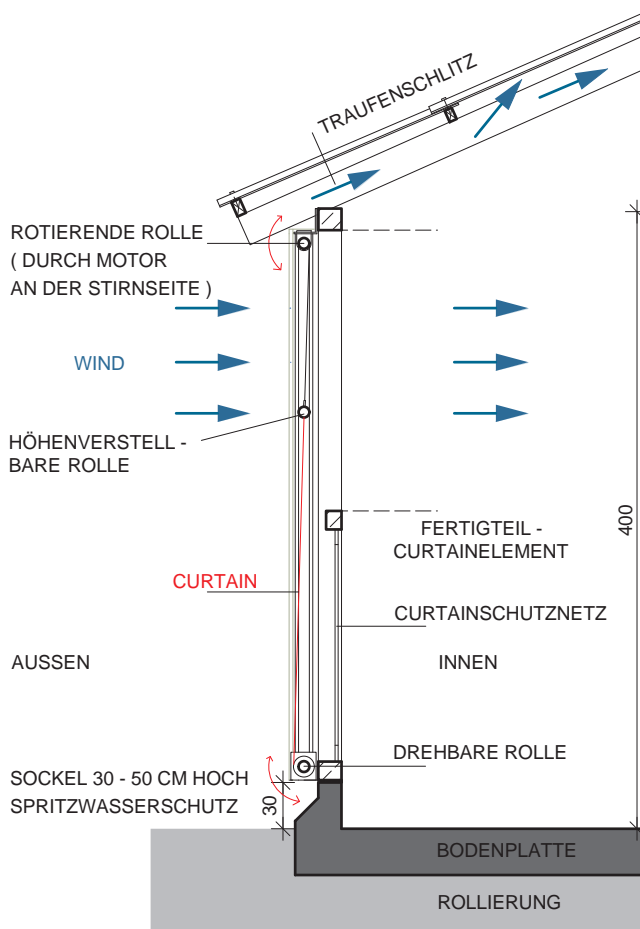 TRAUFENSCHLITZ
ROTIERENDE ROLLE
( DURCH MOTOR
AN DER STIRNSEITE )
WIND
HÖHENVERSTELL -
BARE ROLLE
400
FERTIGTEIL -
CURTAINELEMENT
CURTAIN
CURTAINSCHUTZNETZ
AUSSEN
INNEN
DREHBARE ROLLE
SOCKEL 30 - 50 CM HOCH
SPRITZWASSERSCHUTZ
30
BODENPLATTE
ROLLIERUNG